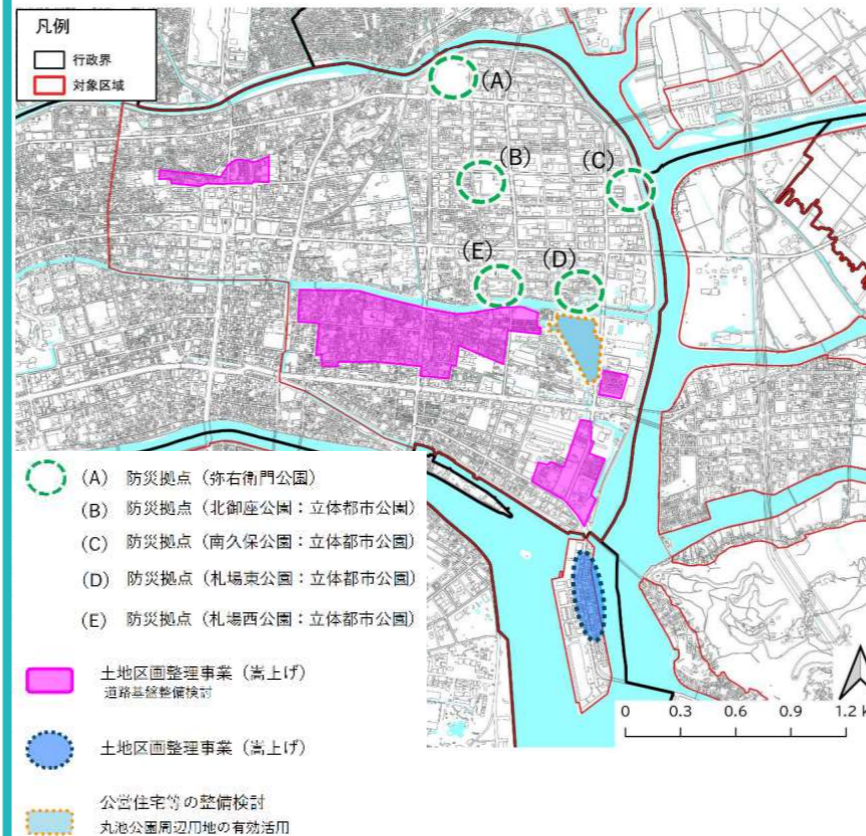 凡例
行政界
対象区域
(A)
(B)
(C)
(E)
(D)
(A) 防災拠点（弥右衛門公園）
(B) 防災拠点（北御座公園：立体都市公園）
(C) 防災拠点（南久保公園：立体都市公園）
(D) 防災拠点（札場東公園：立体都市公園）
(E) 防災拠点（札場西公園：立体都市公園）
土地区画整理事業（嵩上げ）
道路基盤整備検討
土地区画整理事業（嵩上げ）
公営住宅等の整備検討
丸池公園周辺用地の有効活用
0 0.3 0.6 0.9 1.2 k